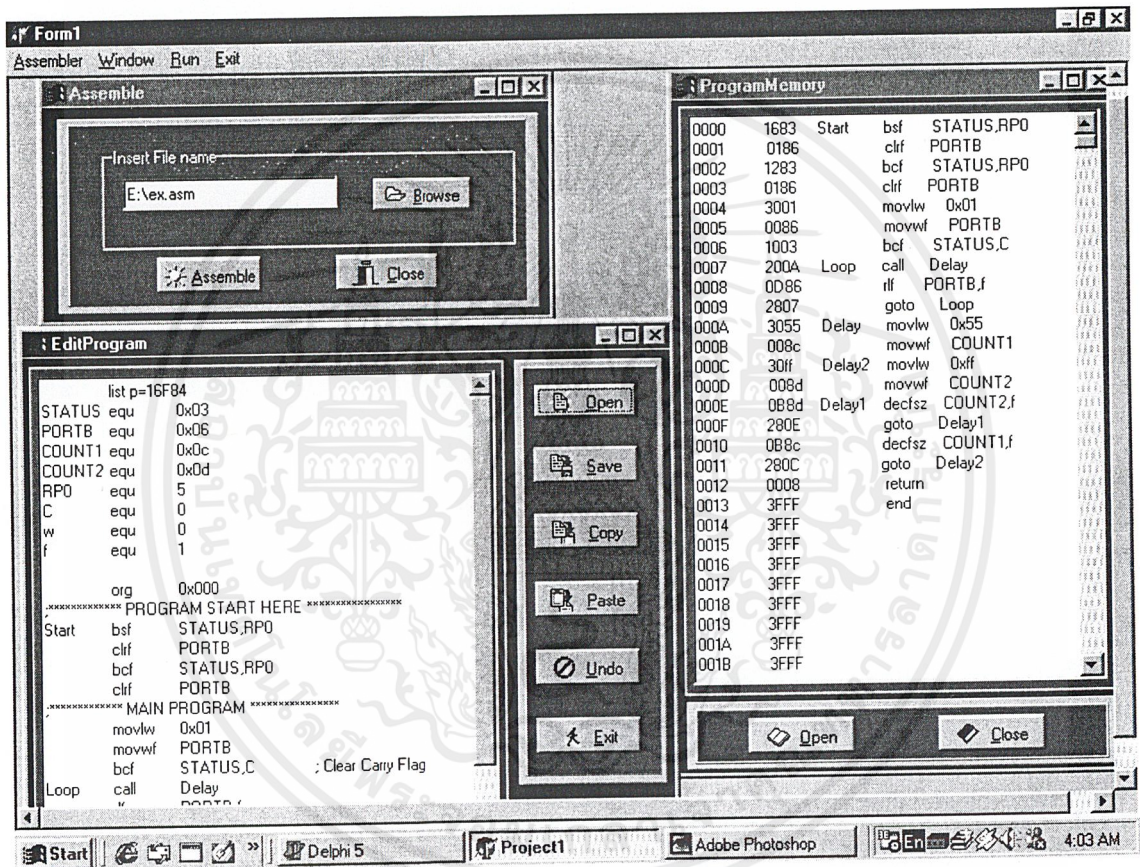 Form1
Assembler Window Run Exit
Assemble
Insert File name
E:\ex.asm
Browse
Assemble
Close
EditProgram
list p=16F84
STATUS equ 0x03
PORTB equ 0x06
COUNT1 equ 0x0c
COUNT2 equ 0x0d
RP0 equ 5
C equ 0
w equ 0
f equ 1
org 0x000
;************* PROGRAM START HERE ****************
Start bsf STATUS,RP0
clrf PORTB
bcf STATUS,RP0
clrf PORTB
;************* MAIN PROGRAM ***************
movlw 0x01
movwf PORTB
bcf STATUS,C ; Clear Carry Flag
Loop call Delay
Open
Save
Copy
Paste
Undo
Exit
ProgramMemory
0000 1683 Start bsf STATUS,RP0
0001 0186 clrf PORTB
0002 1283 bcf STATUS,RP0
0003 0186 clrf PORTB
0004 3001 movlw 0x01
0005 0086 movwf PORTB
0006 1003 bcf STATUS,C
0007 200A Loop call Delay
0008 0D86 rlf PORTB,f
0009 2807 goto Loop
000A 3055 Delay movlw 0x55
000B 008c movwf COUNT1
000C 30ff Delay2 movlw 0xff
000D 008d movwf COUNT2
000E 0B8d Delay1 decfsz COUNT2,f
000F 280E goto Delay1
0010 0B8c decfsz COUNT1,f
0011 280C goto Delay2
0012 0008 return
0013 3FFF end
0014 3FFF
0015 3FFF
0016 3FFF
0017 3FFF
0018 3FFF
0019 3FFF
001A 3FFF
001B 3FFF
Open
Close
Start
Delphi 5
Project1
Adobe Photoshop
En
4:03 AM